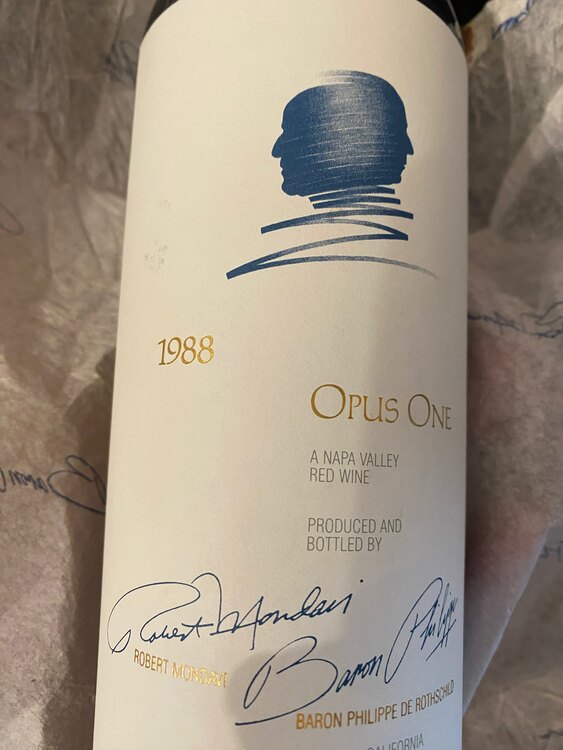 1988
OPUS ONE
A NAPA VALLEY
RED WINE
PRODUCED AND
BOTTLED BY
Robert Mondavi
ROBERT MONDAVI
Baron Philippe
BARON PHILIPPE DE ROTHSCHILD
CALIFORNIA